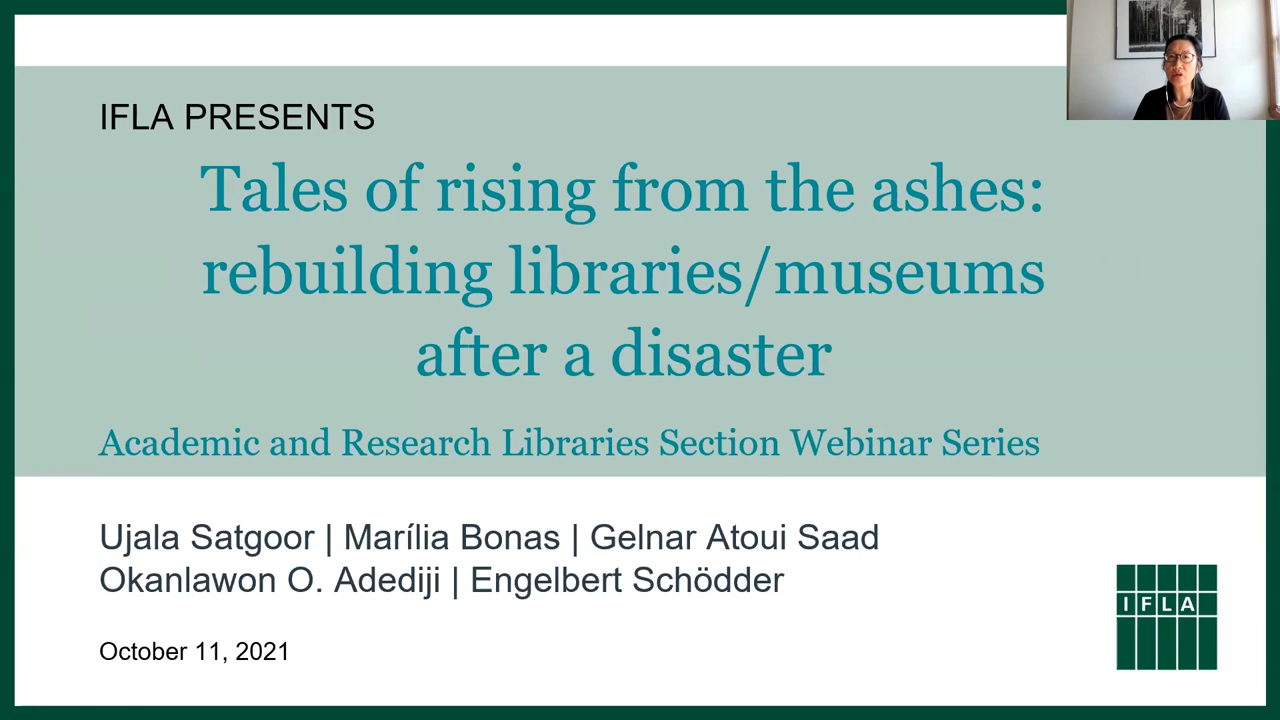 IFLA PRESENTS
Tales of rising from the ashes:
rebuilding libraries/museums
after a disaster
Academic and Research Libraries Section Webinar Series
Ujala Satgoor | Marília Bonas | Gelnar Atoui Saad
Okanlawon O. Adediji | Engelbert Schödder
IFLA
October 11, 2021